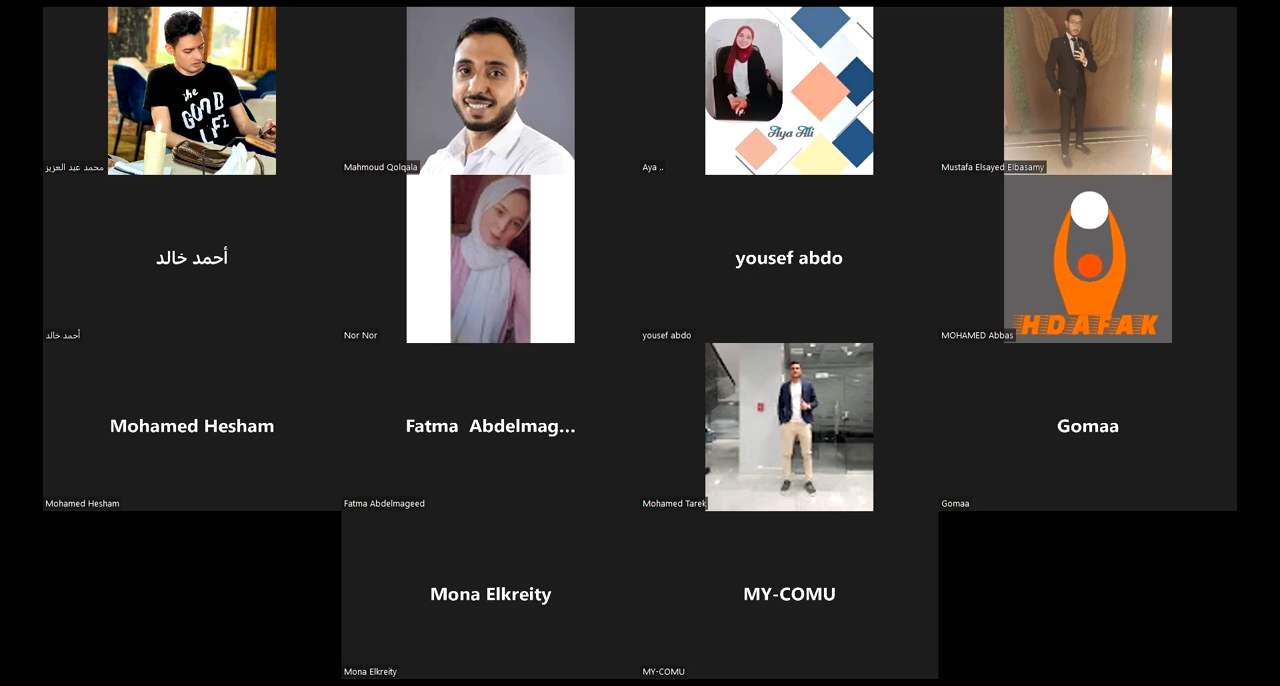 the
GOOD
LIFE
محمد عبد العزيز
Mahmoud Qolqala
Aya Ali
Aya ..
Mustafa Elsayed Elbasamy
أحمد خالد
أحمد خالد
Nor Nor
yousef abdo
yousef abdo
HDAFAK
MOHAMED Abbas
Mohamed Hesham
Mohamed Hesham
Fatma Abdelmag...
Fatma Abdelmageed
Mohamed Tarek
Gomaa
Gomaa
Mona Elkreity
Mona Elkreity
MY-COMU
MY-COMU